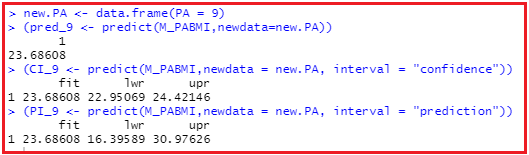 > new.PA <- data.frame(PA = 9)
> (pred_9 <- predict(M_PABMI,newdata=new.PA))
1
23.68608
> (CI_9 <- predict(M_PABMI,newdata = new.PA, interval = "confidence"))
fit lwr upr
1 23.68608 22.95069 24.42146
> (PI_9 <- predict(M_PABMI,newdata = new.PA, interval = "prediction"))
fit lwr upr
1 23.68608 16.39589 30.97626